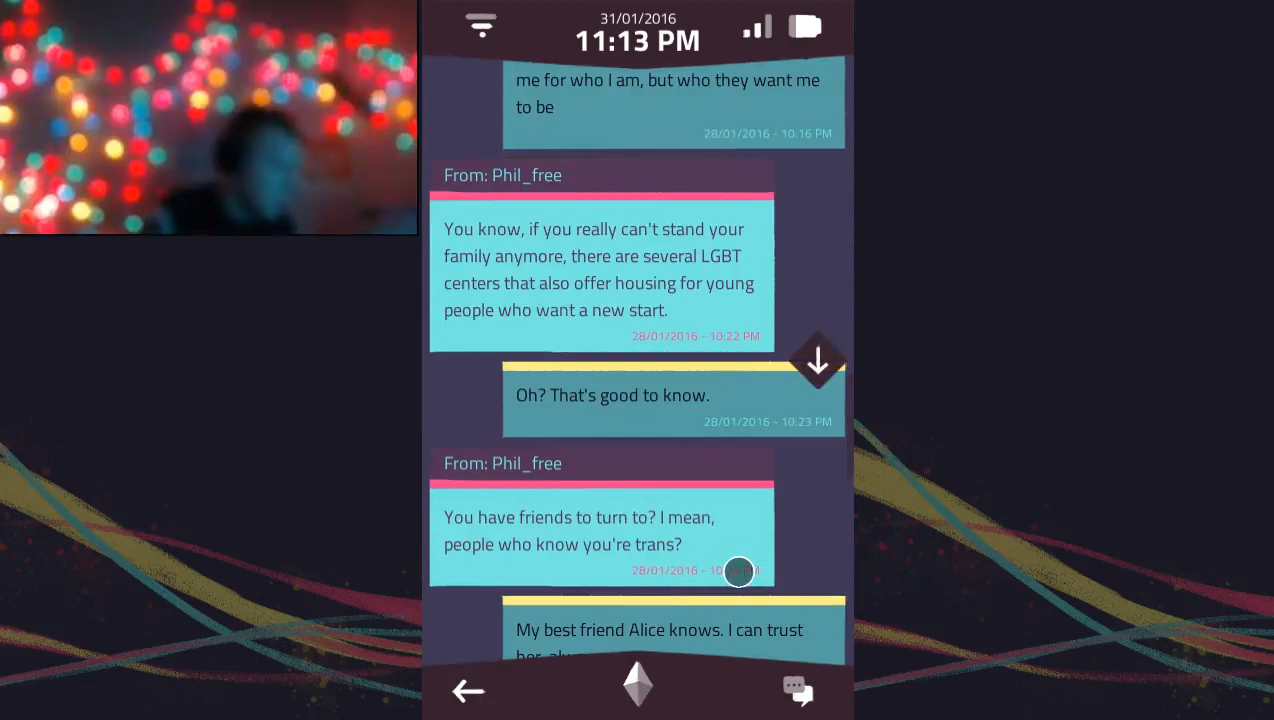 31/01/2016
11:13 PM
me for who I am, but who they want me
to be
28/01/2016 - 10:16 PM
From: Phil_free
You know, if you really can't stand your
family anymore, there are several LGBT
centers that also offer housing for young
people who want a new start.
28/01/2016 - 10:22 PM
Oh? That's good to know.
28/01/2016 - 10.23 PM
From: Phil_free
You have friends to turn to? I mean,
people who know you're trans?
28/01/2016 -
My best friend Alice knows. I can trust
her,